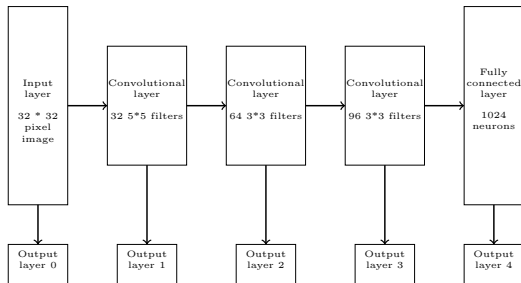 Input
layer
32 * 32
pixel
image
Convolutional
layer
32 5*5 filters
Convolutional
layer
64 3*3 filters
Convolutional
layer
96 3*3 filters
Fully
connected
layer
1024
neurons
Output
layer 0
Output
layer 1
Output
layer 2
Output
layer 3
Output
layer 4